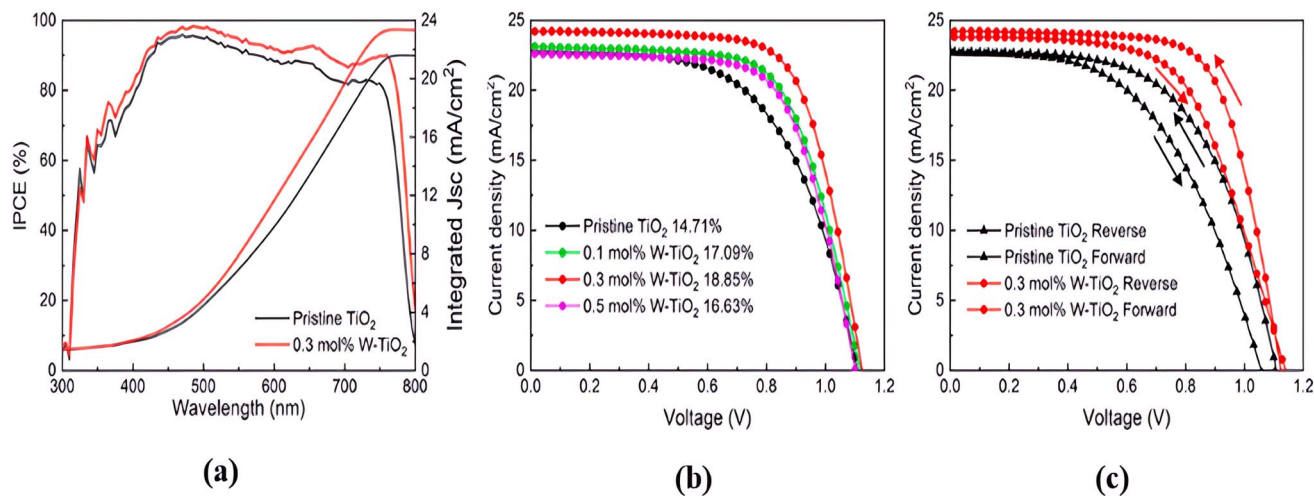 100
80
60
40
20
0
IPCE (%)
24
20
16
12
8
4
0
Integrated Jsc (mA/cm²)
Pristine TiO₂
0.3 mol% W-TiO₂
300 400 500 600 700 800
Wavelength (nm)
(a)
25
20
15
10
5
0
Current density (mA/cm²)
Pristine TiO₂ 14.71%
0.1 mol% W-TiO₂ 17.09%
0.3 mol% W-TiO₂ 18.85%
0.5 mol% W-TiO₂ 16.63%
0.0 0.2 0.4 0.6 0.8 1.0 1.2
Voltage (V)
(b)
25
20
15
10
5
0
Current density (mA/cm²)
Pristine TiO₂ Reverse
Pristine TiO₂ Forward
0.3 mol% W-TiO₂ Reverse
0.3 mol% W-TiO₂ Forward
0.0 0.2 0.4 0.6 0.8 1.0 1.2
Voltage (V)
(c)